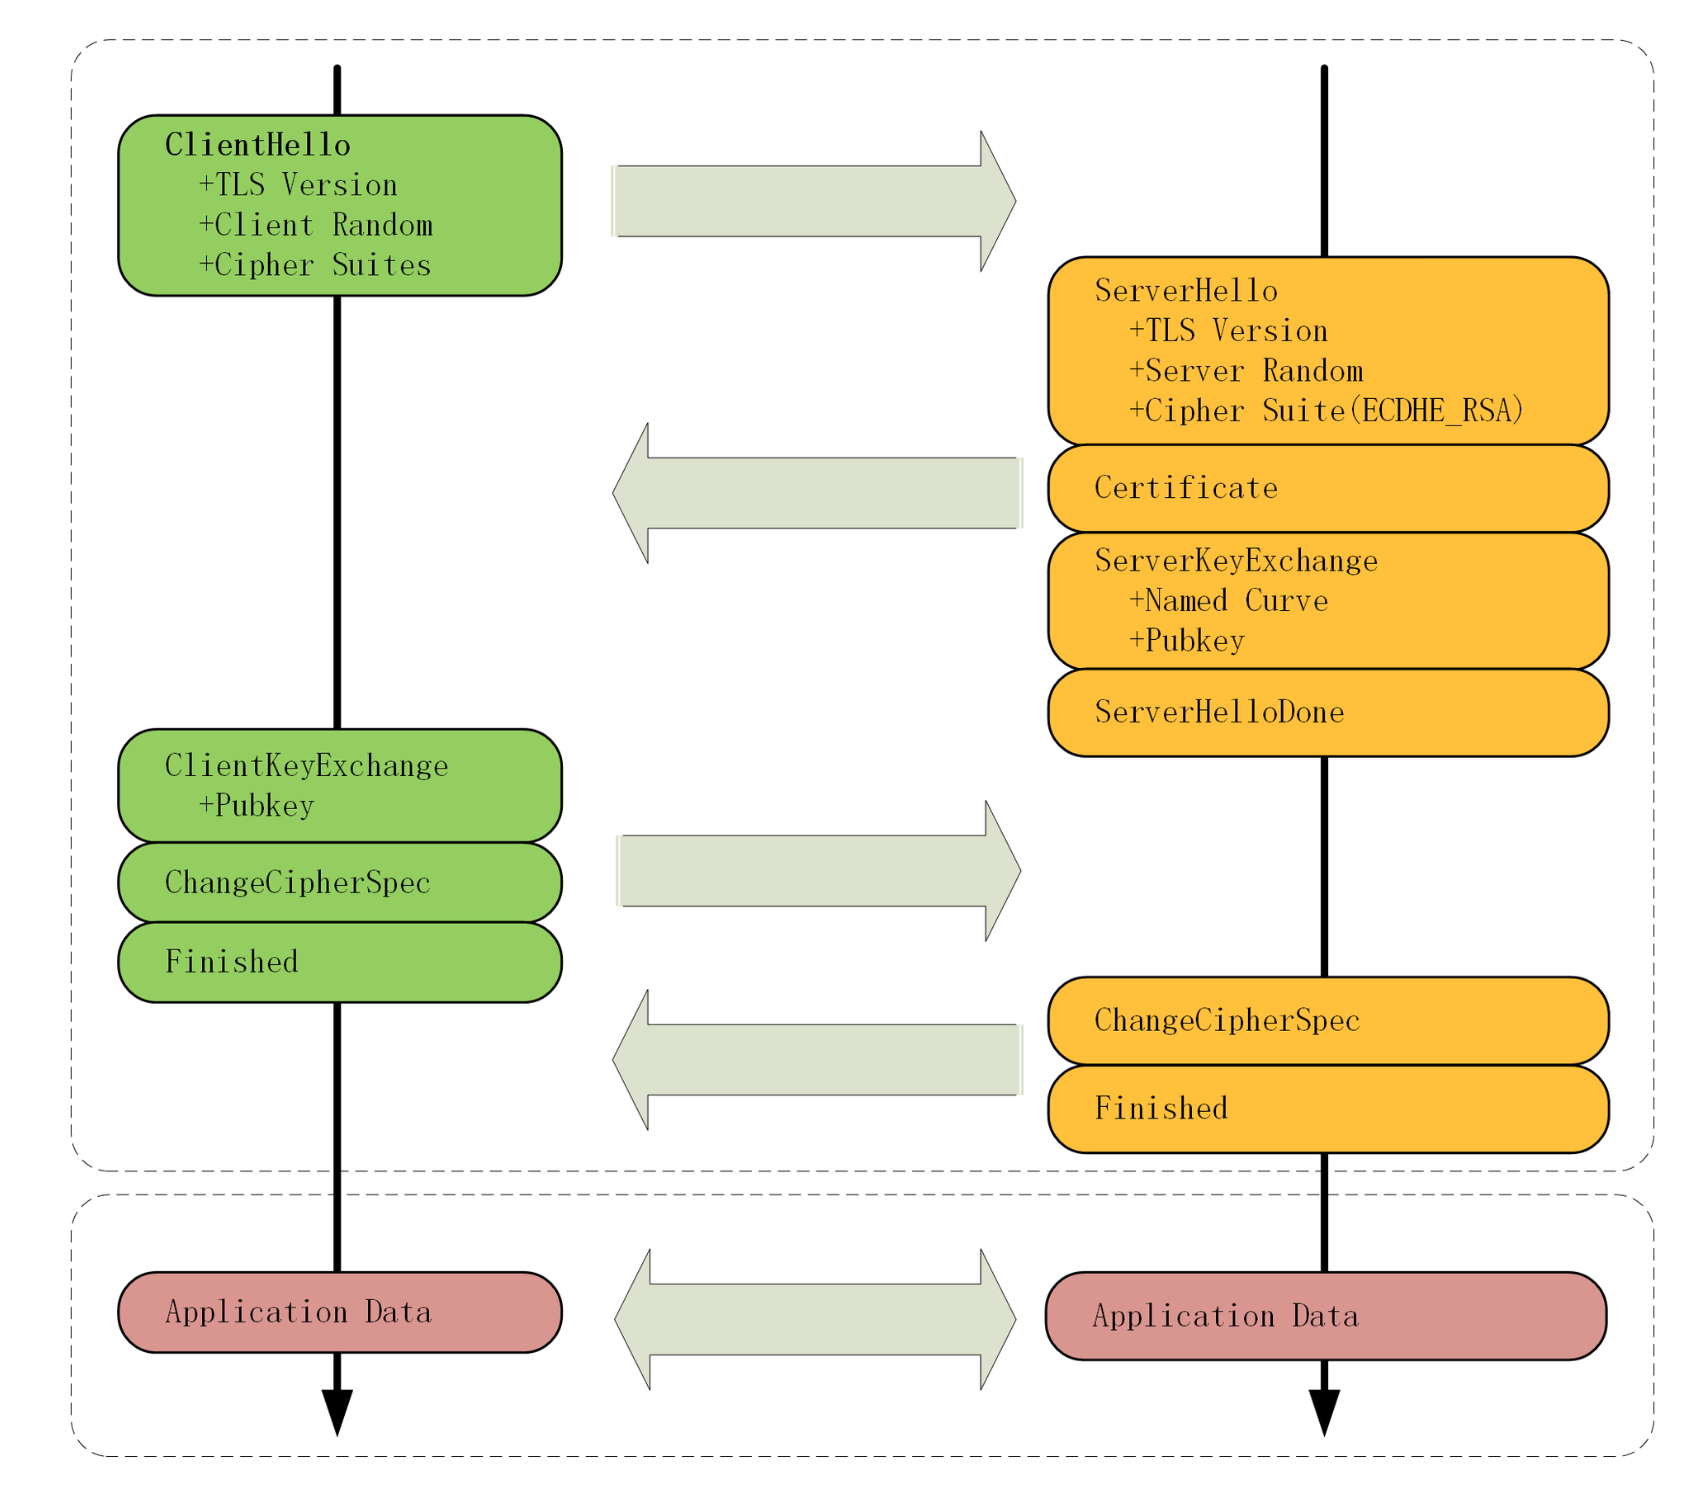 ClientHello
+TLS Version
+Client Random
+Cipher Suites
ServerHello
+TLS Version
+Server Random
+Cipher Suite(ECDHE_RSA)
Certificate
ServerKeyExchange
+Named Curve
+Pubkey
ServerHelloDone
ClientKeyExchange
+Pubkey
ChangeCipherSpec
Finished
ChangeCipherSpec
Finished
Application Data
Application Data